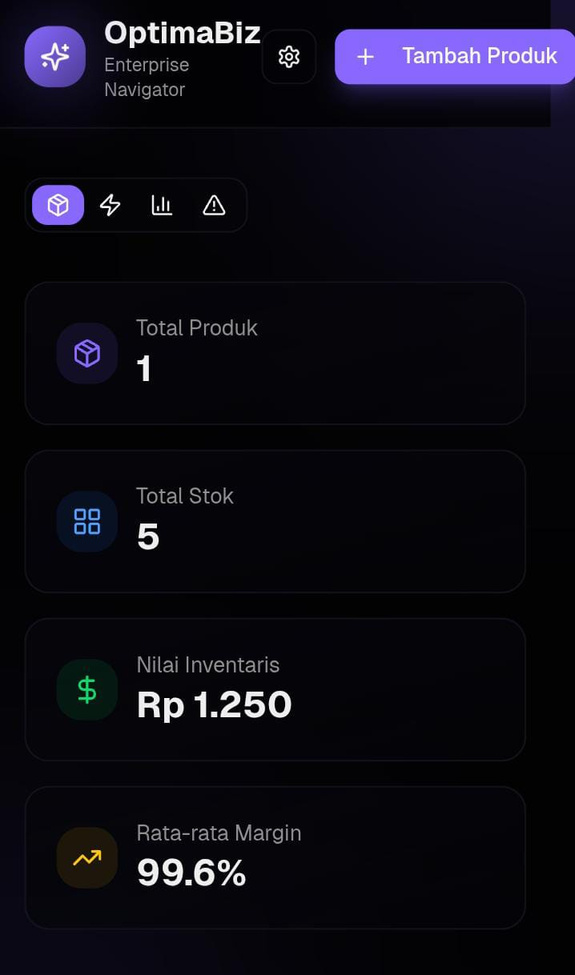 OptimaBiz
Enterprise
Navigator
Tambah Produk
Total Produk
1
Total Stok
5
Nilai Inventaris
Rp 1.250
Rata-rata Margin
99.6%